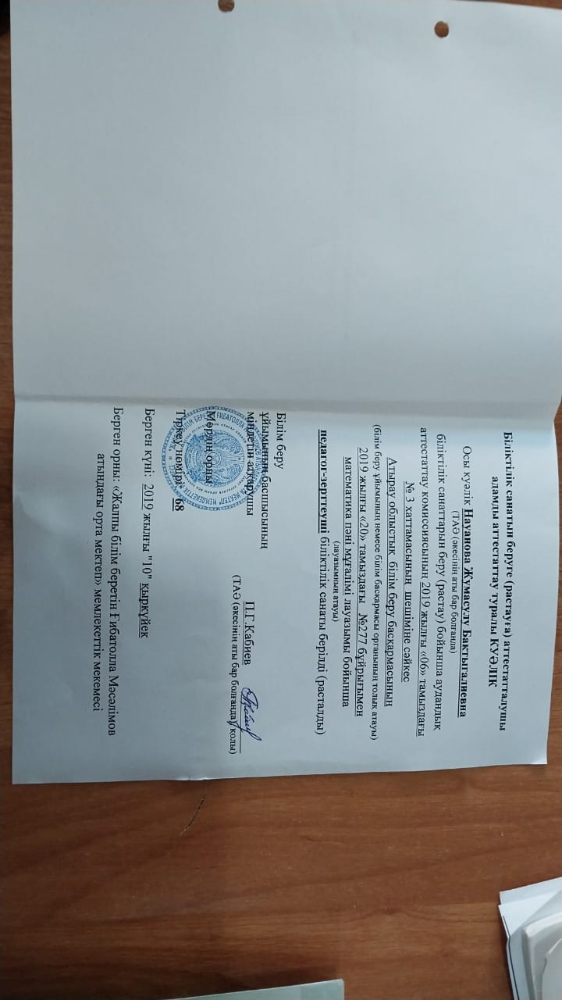 Біліктілік санатын беруге (растауға) аттестатталушы
адамды аттестаттау туралы КУӘЛІК
Осы куәлік Науанова Жұмасұлу Бактыгалиевна
(ТАӘ (әкесінің аты бар болғанда)
біліктілік санаттарын беру (растау) бойынша аудандық
аттестаттау комиссиясының 2019 жылғы «06» тамыздағы
№ 3 хаттамасының шешіміне сәйкес
Атырау облыстық білім беру басқармасының
(білім беру ұйымының немесе білім басқармасы органының толық атауы)
2019 жылғы «20» тамыздағы №277 бұйрығымен
математика пәні мұғалімі лауазымы бойынша
(лауазымның атауы)
педагог-зерттеуші біліктілік санаты берілді (расталды)
Білім беру
ұйымының басшысының
міндетін атқарушы П.Г.Кабиев
(ТАӘ (әкесінің аты бар болғанда) қолы)
Мөрдің орны
Тіркеу нөмірі 68
Берген күні: 2019 жылғы "10" қыркүйек
Берген орны: «Жалпы білім беретін Ғибатолла Мәсәлімов
атындағы орта мектеп» мемлекеттік мекемесі